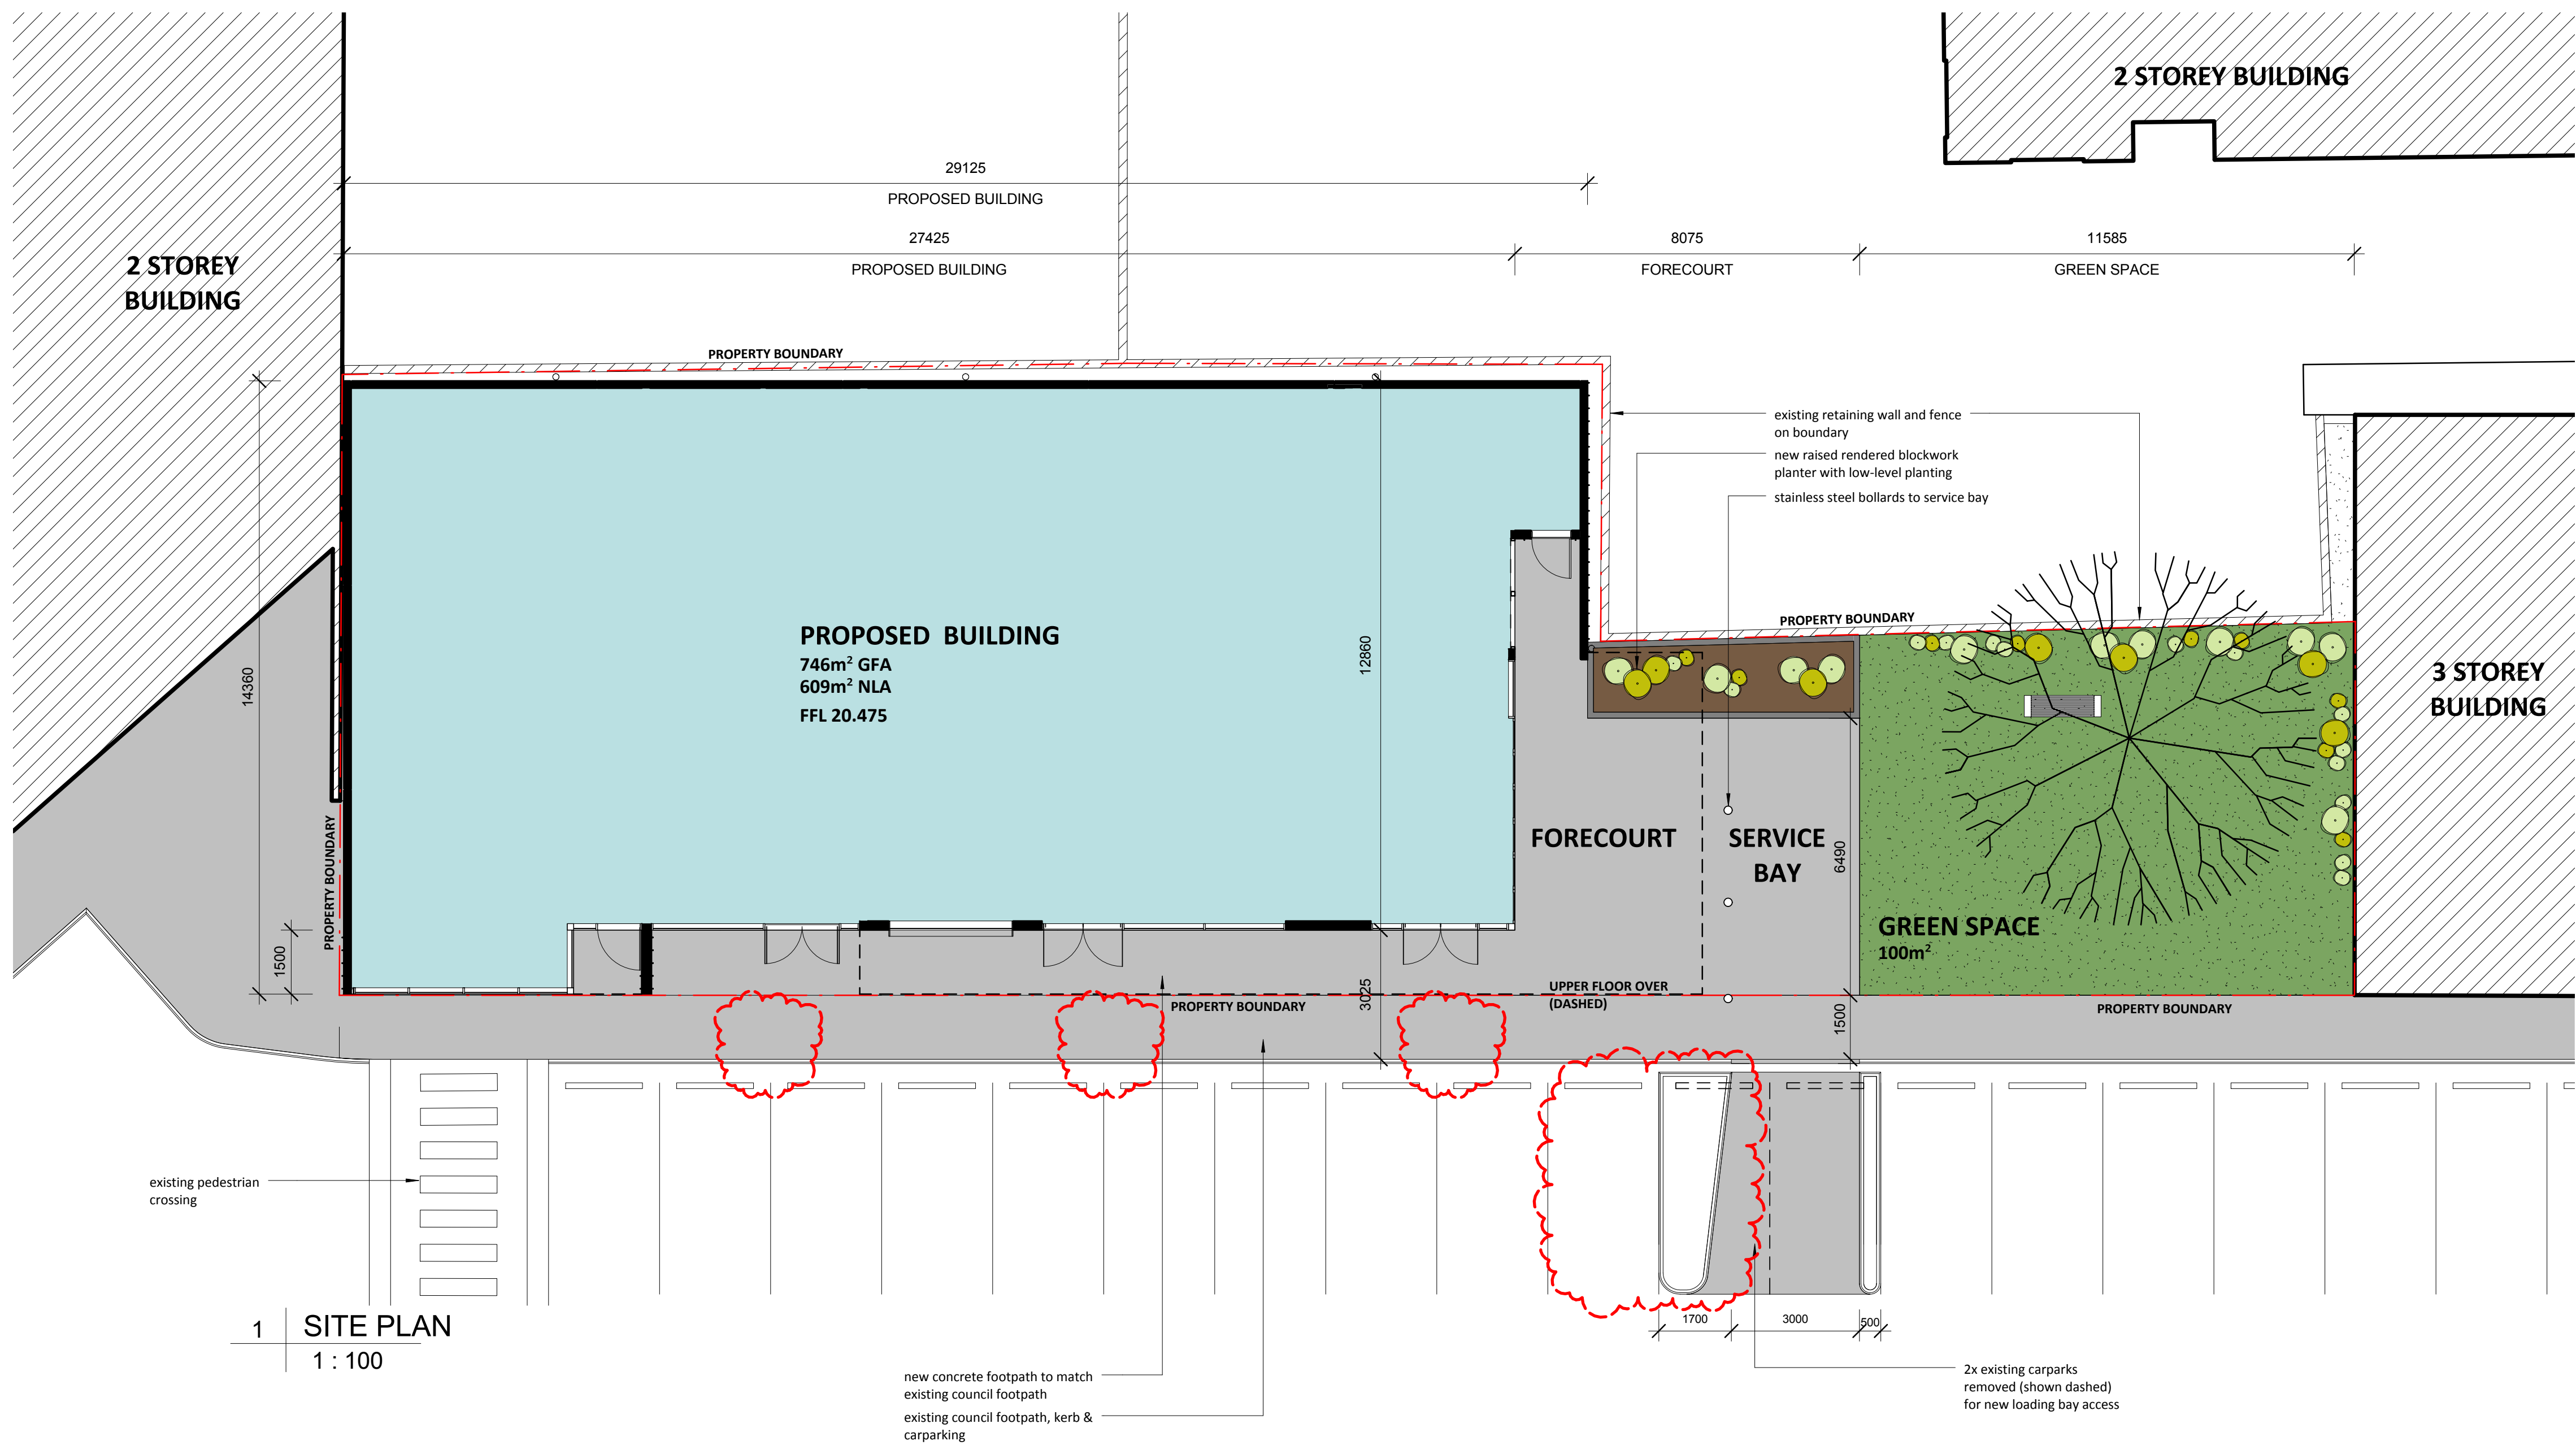 2 STOREY BUILDING
29125
PROPOSED BUILDING
27425
PROPOSED BUILDING
8075
FORECOURT
11585
GREEN SPACE
2 STOREY
BUILDING
PROPERTY BOUNDARY
existing retaining wall and fence
on boundary
new raised rendered blockwork
planter with low-level planting
stainless steel bollards to service bay
PROPERTY BOUNDARY
PROPOSED  BUILDING
746m² GFA
609m² NLA
FFL 20.475
14360
12860
3 STOREY
BUILDING
FORECOURT
SERVICE
BAY
6490
PROPERTY BOUNDARY
GREEN SPACE
100m²
1500
3025
UPPER FLOOR OVER
(DASHED)
PROPERTY BOUNDARY
1500
PROPERTY BOUNDARY
existing pedestrian
crossing
1
SITE PLAN
1 : 100
1700
3000
500
new concrete footpath to match
existing council footpath
existing council footpath, kerb &
carparking
2x existing carparks
removed (shown dashed)
for new loading bay access